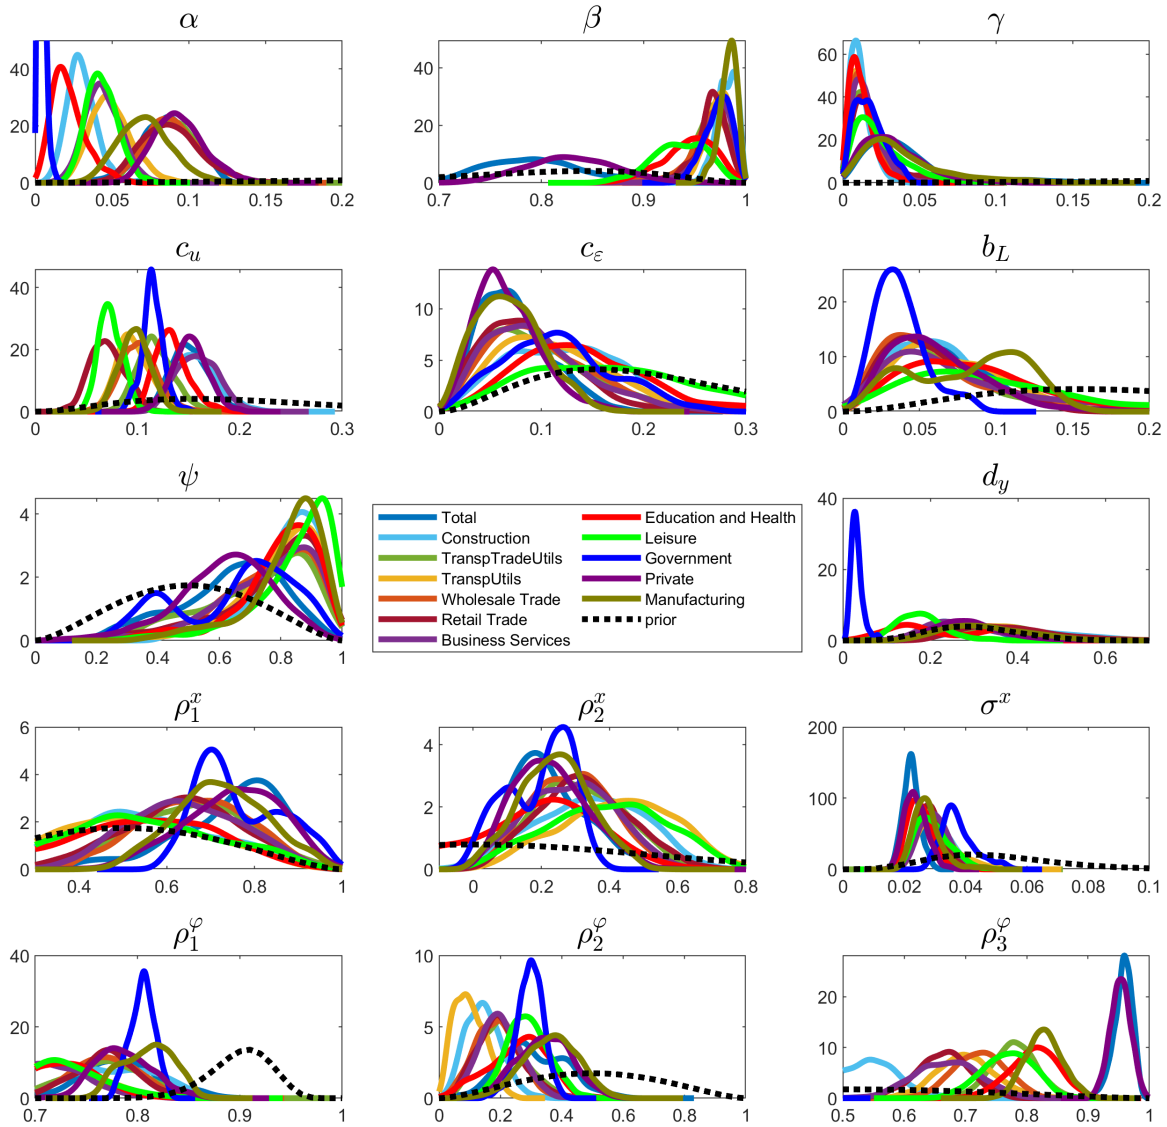 α
β
γ
40
20
0
0 0.05 0.1 0.15 0.2
40
20
0
0.7 0.8 0.9 1
60
40
20
0
0 0.05 0.1 0.15 0.2
c_u
c_ε
b_L
40
20
0
0 0.1 0.2 0.3
10
5
0
0 0.1 0.2 0.3
20
10
0
0 0.05 0.1 0.15 0.2
ψ
d_y
4
2
0
0 0.2 0.4 0.6 0.8 1
Total
Construction
TranspTradeUtils
TranspUtils
Wholesale Trade
Retail Trade
Business Services
Education and Health
Leisure
Government
Private
Manufacturing
prior
40
20
0
0 0.2 0.4 0.6
ρ₁ˣ
ρ₂ˣ
σˣ
6
4
2
0
0.4 0.6 0.8 1
4
2
0
0 0.2 0.4 0.6 0.8
200
100
0
0 0.02 0.04 0.06 0.08 0.1
ρ₁^φ
ρ₂^φ
ρ₃^φ
40
20
0
0.7 0.8 0.9 1
10
5
0
0 0.2 0.4 0.6 0.8 1
20
10
0
0.5 0.6 0.7 0.8 0.9 1